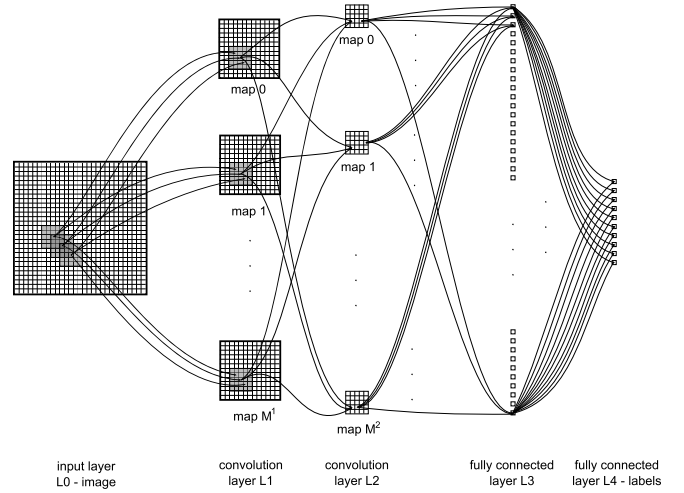 map 0
map 1
map M1
map 0
map 1
map M2
input layer
L0 - image
convolution
layer L1
convolution
layer L2
fully connected
layer L3
fully connected
layer L4 - labels